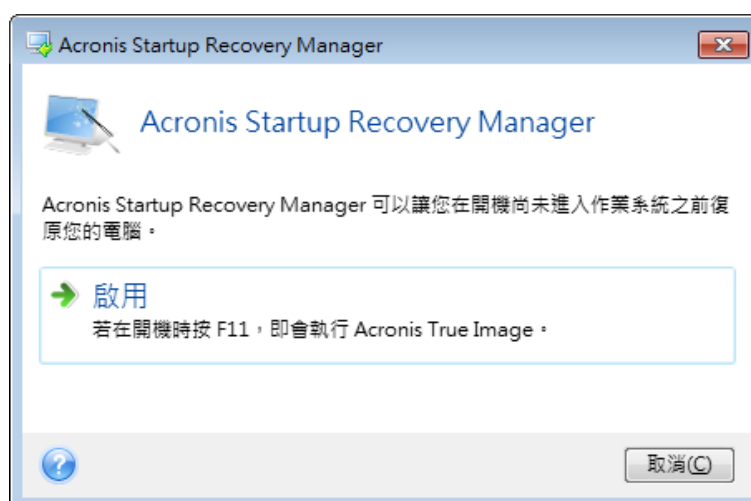 Acronis Startup Recovery Manager
Acronis Startup Recovery Manager
Acronis Startup Recovery Manager 可以讓您在開機尚未進入作業系統之前復
原您的電腦。
啟用
若在開機時按 F11，即會執行 Acronis True Image。
?
取消(C)